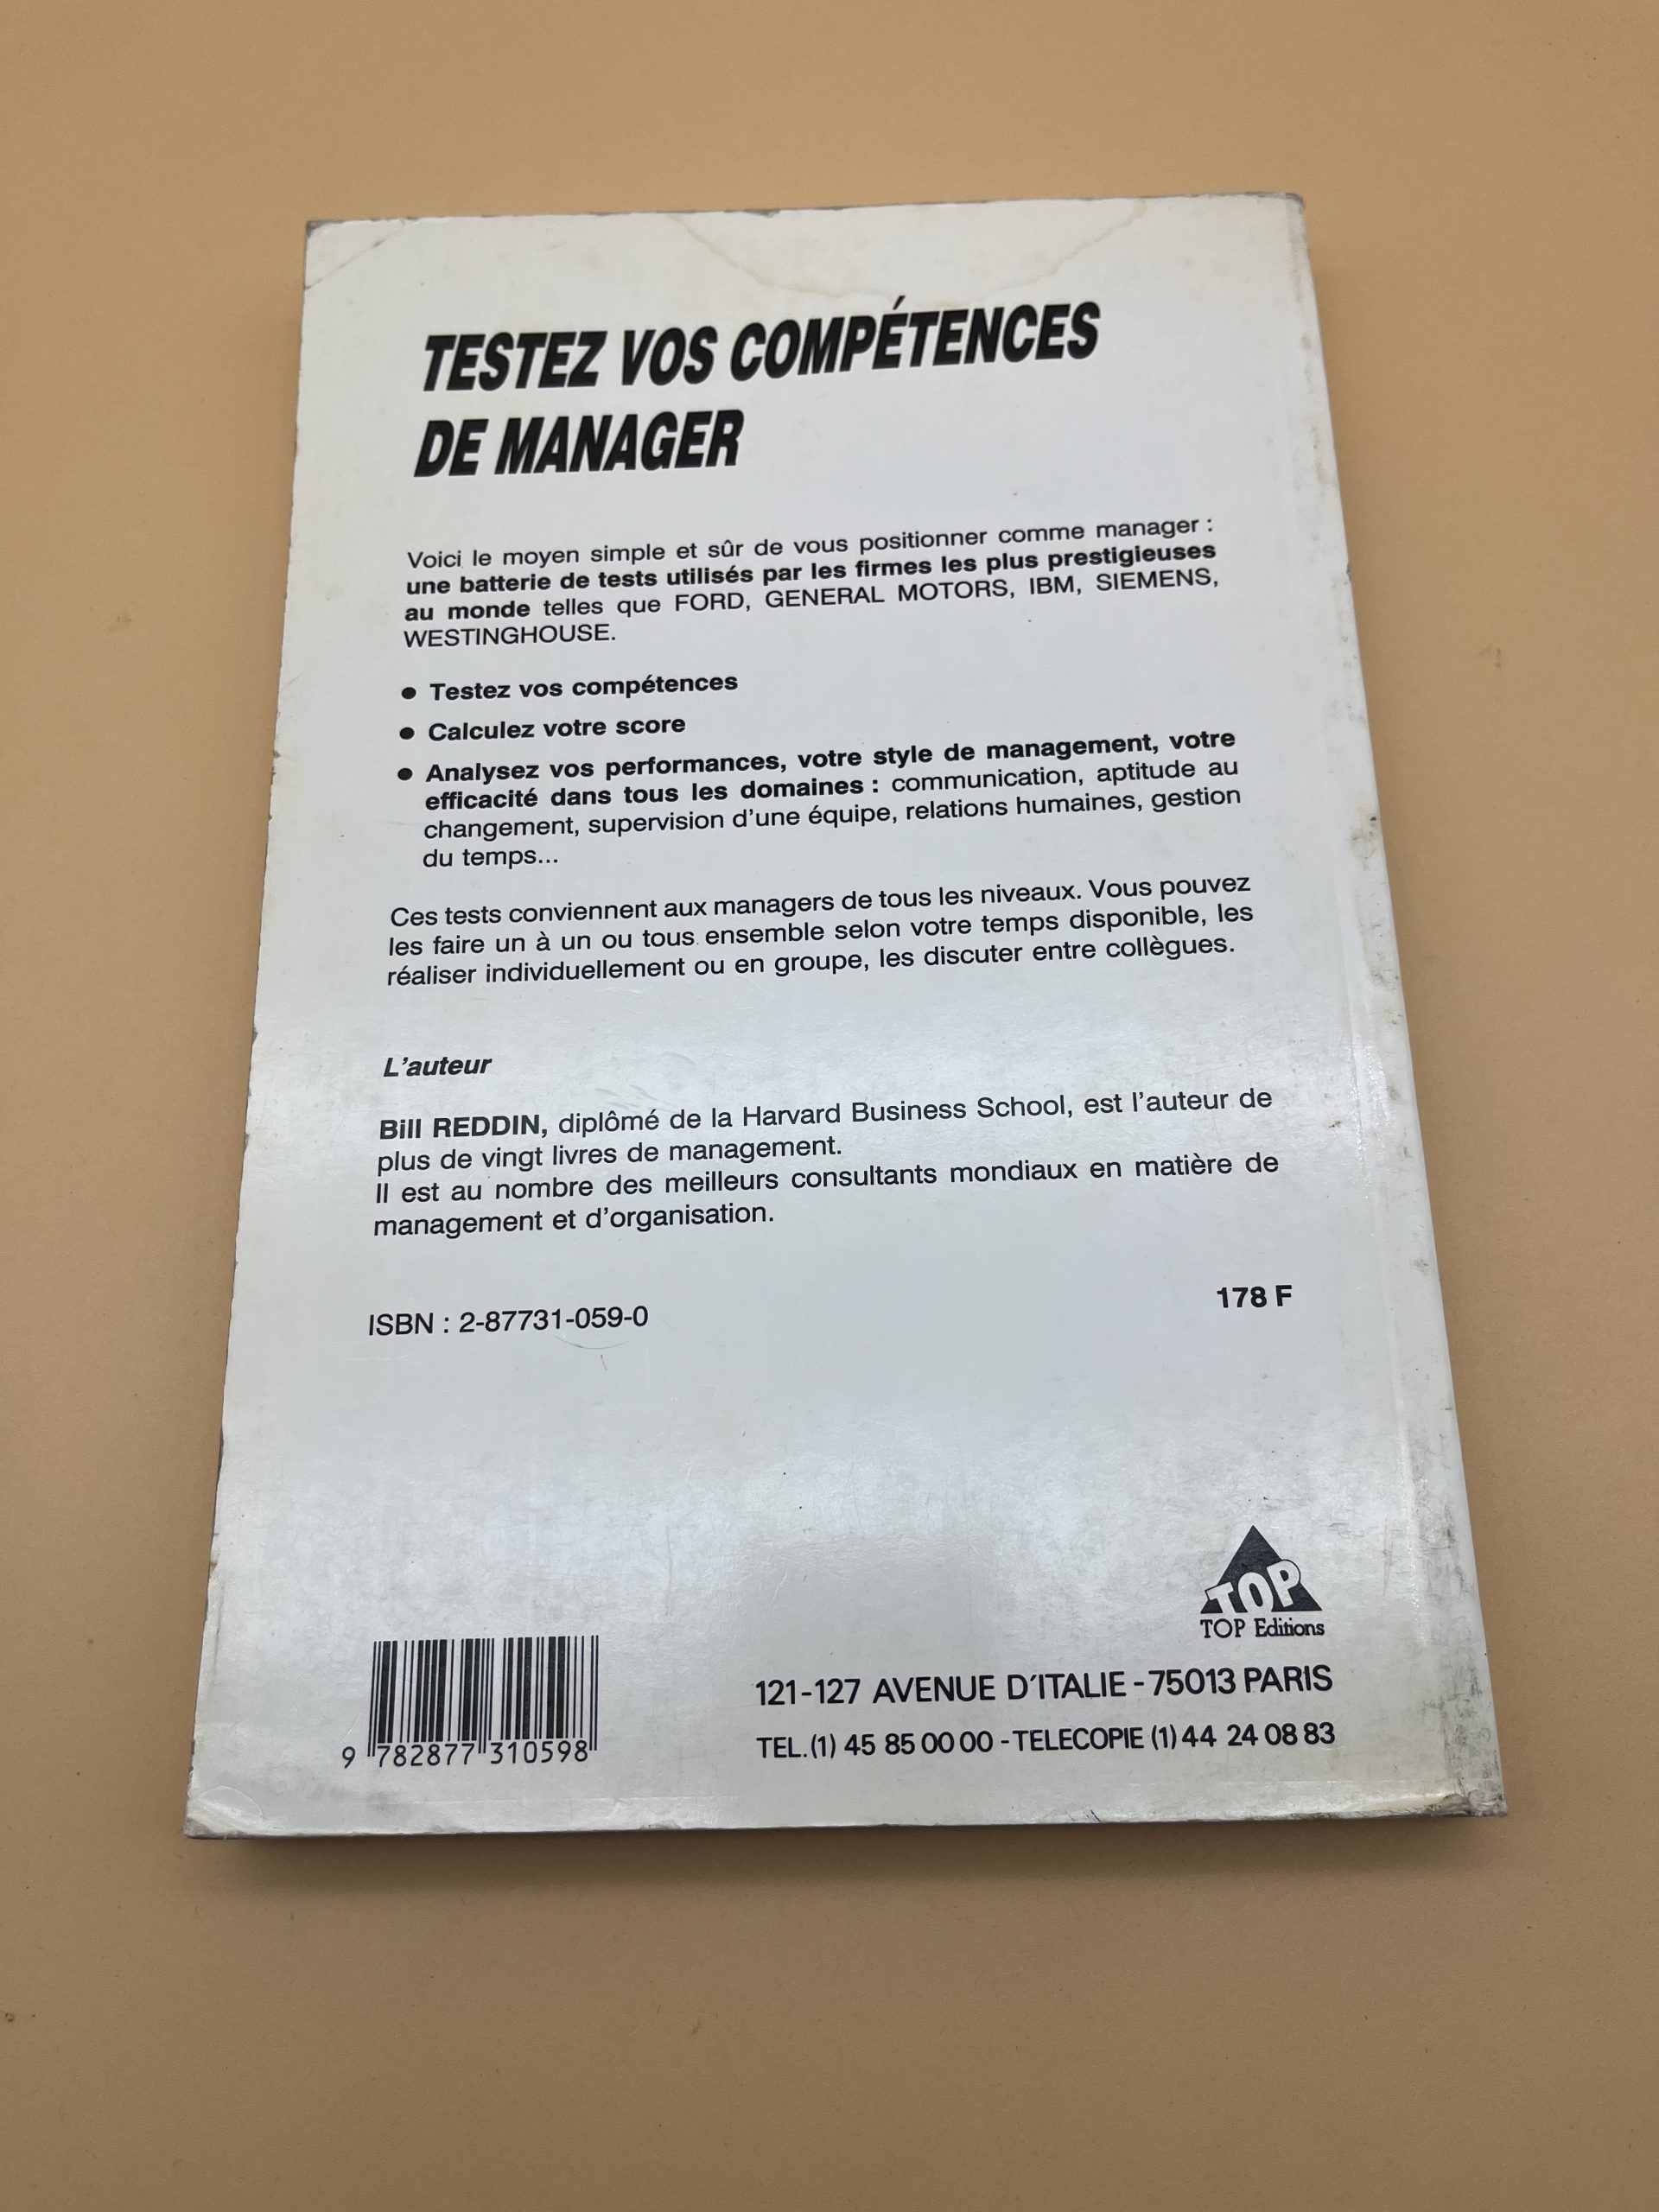 TESTEZ VOS COMPÉTENCES
DE MANAGER
Voici le moyen simple et sûr de vous positionner comme manager :
une batterie de tests utilisés par les firmes les plus prestigieuses
au monde telles que FORD, GENERAL MOTORS, IBM, SIEMENS,
WESTINGHOUSE.
● Testez vos compétences
● Calculez votre score
● Analysez vos performances, votre style de management, votre
efficacité dans tous les domaines : communication, aptitude au
changement, supervision d'une équipe, relations humaines, gestion
du temps...
Ces tests conviennent aux managers de tous les niveaux. Vous pouvez
les faire un à un ou tous ensemble selon votre temps disponible, les
réaliser individuellement ou en groupe, les discuter entre collègues.
L'auteur
Bill REDDIN, diplômé de la Harvard Business School, est l'auteur de
plus de vingt livres de management.
Il est au nombre des meilleurs consultants mondiaux en matière de
management et d'organisation.
ISBN : 2-87731-059-0
178 F
TOP
TOP Editions
121-127 AVENUE D'ITALIE - 75013 PARIS
TEL. (1) 45 85 00 00 - TELECOPIE (1) 44 24 08 83
9 782877 310598